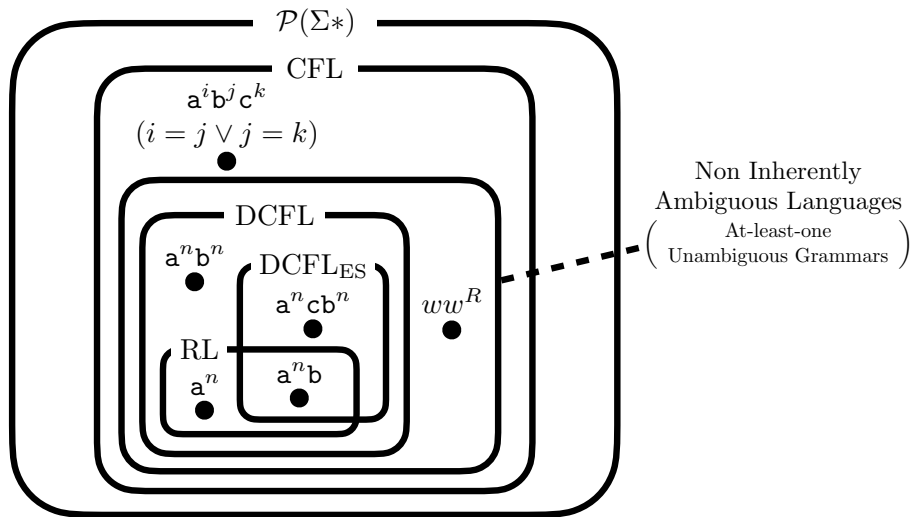 𝒫(Σ∗)
CFL
aⁱbʲcᵏ
(i = j ∨ j = k)
Non Inherently
Ambiguous Languages
( At-least-one
Unambiguous Grammars )
DCFL
aⁿbⁿ
DCFL_ES
aⁿcbⁿ
wwᴿ
RL
aⁿ
aⁿb